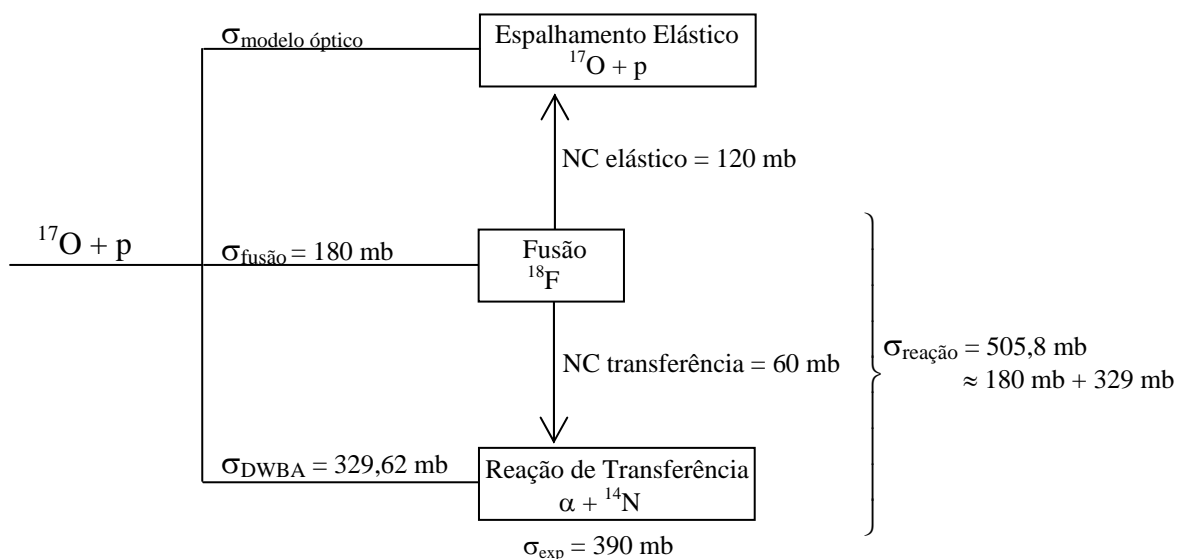 σmodelo óptico
Espalhamento Elástico
¹⁷O + p
NC elástico = 120 mb
¹⁷O + p
σfusão = 180 mb
Fusão
¹⁸F
NC transferência = 60 mb
σreação = 505,8 mb
≈ 180 mb + 329 mb
σDWBA = 329,62 mb
Reação de Transferência
α + ¹⁴N
σexp = 390 mb